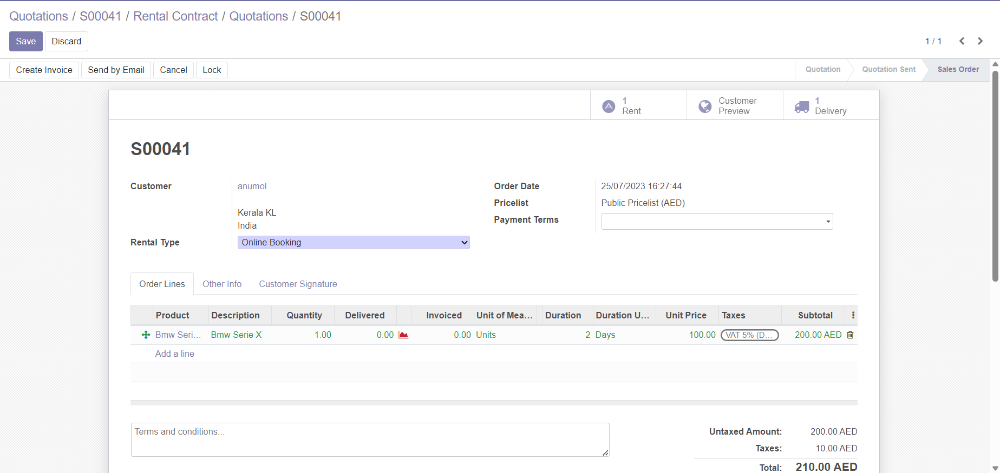 Quotations / S00041 / Rental Contract / Quotations / S00041
Save Discard 1 / 1
Create Invoice Send by Email Cancel Lock Quotation Quotation Sent Sales Order
1 Rent
Customer Preview
1 Delivery
S00041
Customer anumol
Kerala KL
India
Rental Type Online Booking
Order Date 25/07/2023 16:27:44
Pricelist Public Pricelist (AED)
Payment Terms
Order Lines Other Info Customer Signature
Product Description Quantity Delivered Invoiced Unit of Mea... Duration Duration U... Unit Price Taxes Subtotal
Bmw Seri... Bmw Serie X 1.00 0.00 0.00 Units 2 Days 100.00 VAT 5% (D... 200.00 AED
Add a line
Terms and conditions...
Untaxed Amount: 200.00 AED
Taxes: 10.00 AED
Total: 210.00 AED